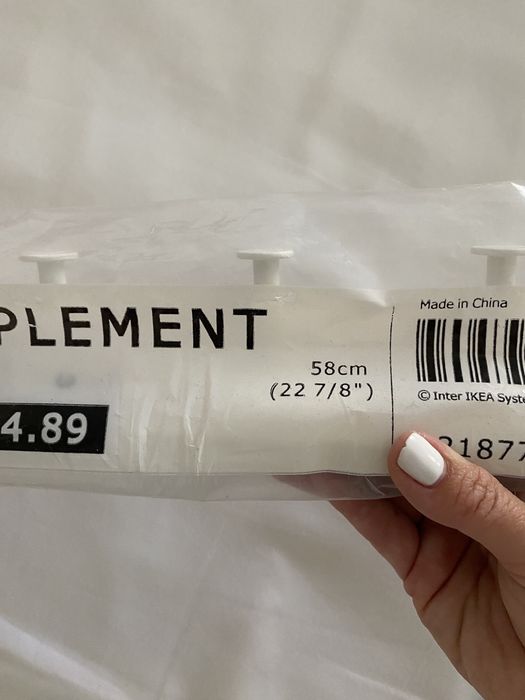 PLEMENT
58cm
(22 7/8")
4.89
Made in China
© Inter IKEA Syste
21877